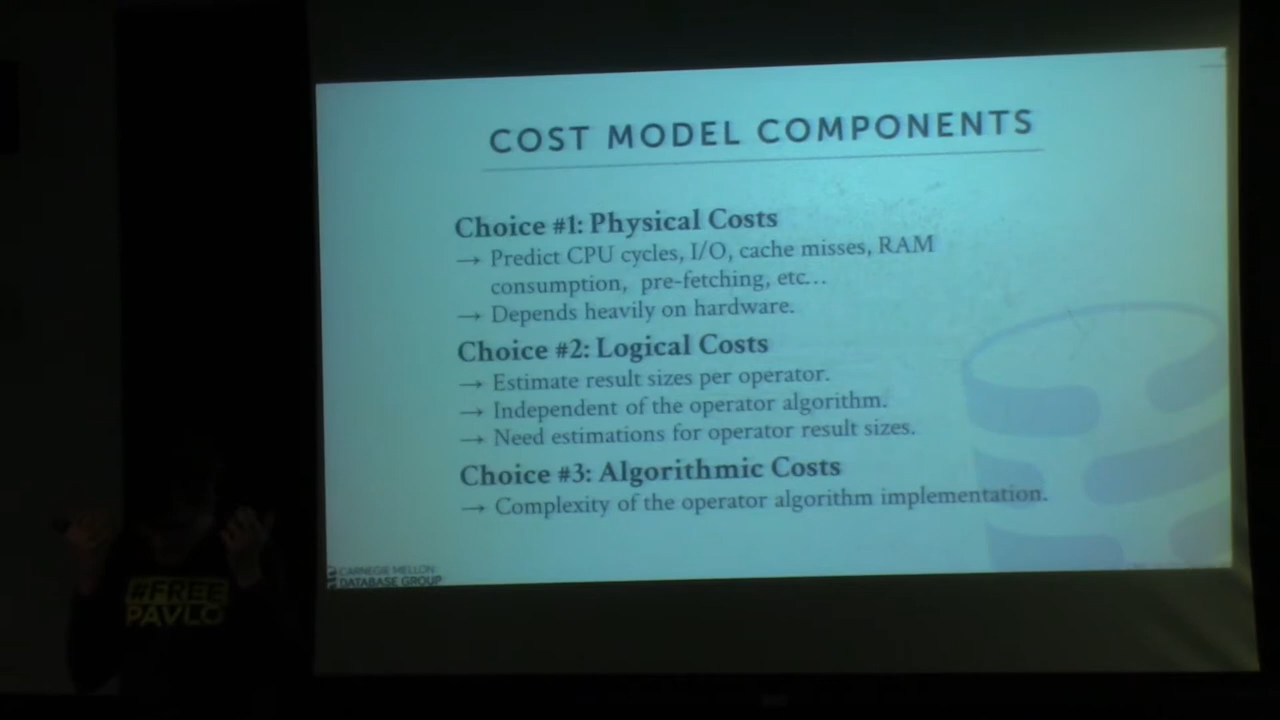 COST MODEL COMPONENTS
Choice #1: Physical Costs
→ Predict CPU cycles, I/O, cache misses, RAM
consumption, pre-fetching, etc…
→ Depends heavily on hardware.
Choice #2: Logical Costs
→ Estimate result sizes per operator.
→ Independent of the operator algorithm.
→ Need estimations for operator result sizes.
Choice #3: Algorithmic Costs
→ Complexity of the operator algorithm implementation.
CARNEGIE MELLON
DATABASE GROUP
#FREE
PAVLO